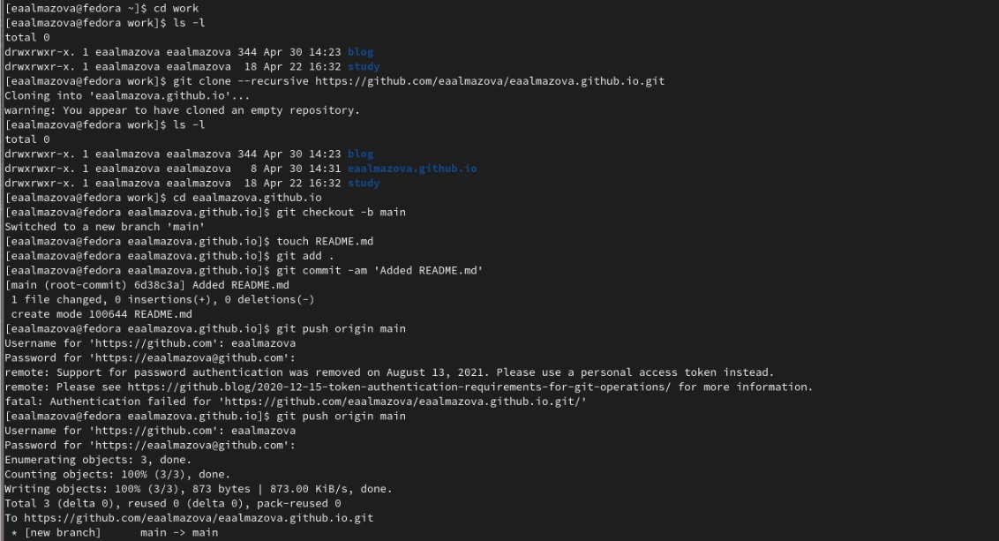 [eaalmazova@fedora ~]$ cd work
[eaalmazova@fedora work]$ ls -l
total 0
drwxrwxr-x. 1 eaalmazova eaalmazova 344 Apr 30 14:23 blog
drwxrwxr-x. 1 eaalmazova eaalmazova  18 Apr 22 16:32 study
[eaalmazova@fedora work]$ git clone --recursive https://github.com/eaalmazova/eaalmazova.github.io.git
Cloning into 'eaalmazova.github.io'...
warning: You appear to have cloned an empty repository.
[eaalmazova@fedora work]$ ls -l
total 0
drwxrwxr-x. 1 eaalmazova eaalmazova 344 Apr 30 14:23 blog
drwxrwxr-x. 1 eaalmazova eaalmazova   8 Apr 30 14:31 eaalmazova.github.io
drwxrwxr-x. 1 eaalmazova eaalmazova  18 Apr 22 16:32 study
[eaalmazova@fedora work]$ cd eaalmazova.github.io
[eaalmazova@fedora eaalmazova.github.io]$ git checkout -b main
Switched to a new branch 'main'
[eaalmazova@fedora eaalmazova.github.io]$ touch README.md
[eaalmazova@fedora eaalmazova.github.io]$ git add .
[eaalmazova@fedora eaalmazova.github.io]$ git commit -am 'Added README.md'
[main (root-commit) 6d38c3a] Added README.md
 1 file changed, 0 insertions(+), 0 deletions(-)
 create mode 100644 README.md
[eaalmazova@fedora eaalmazova.github.io]$ git push origin main
Username for 'https://github.com': eaalmazova
Password for 'https://eaalmazova@github.com':
remote: Support for password authentication was removed on August 13, 2021. Please use a personal access token instead.
remote: Please see https://github.blog/2020-12-15-token-authentication-requirements-for-git-operations/ for more information.
fatal: Authentication failed for 'https://github.com/eaalmazova/eaalmazova.github.io.git/'
[eaalmazova@fedora eaalmazova.github.io]$ git push origin main
Username for 'https://github.com': eaalmazova
Password for 'https://eaalmazova@github.com':
Enumerating objects: 3, done.
Counting objects: 100% (3/3), done.
Writing objects: 100% (3/3), 873 bytes | 873.00 KiB/s, done.
Total 3 (delta 0), reused 0 (delta 0), pack-reused 0
To https://github.com/eaalmazova/eaalmazova.github.io.git
 * [new branch]      main -> main